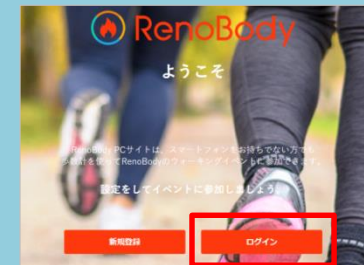 RenoBody
ようこそ
RenoBody PCサイトは、スマートフォンをお持ちでない方でも
歩数計を使ってRenoBodyのウォーキングイベントに参加できます。
設定をしてイベントに参加しましょう。
新規登録
ログイン